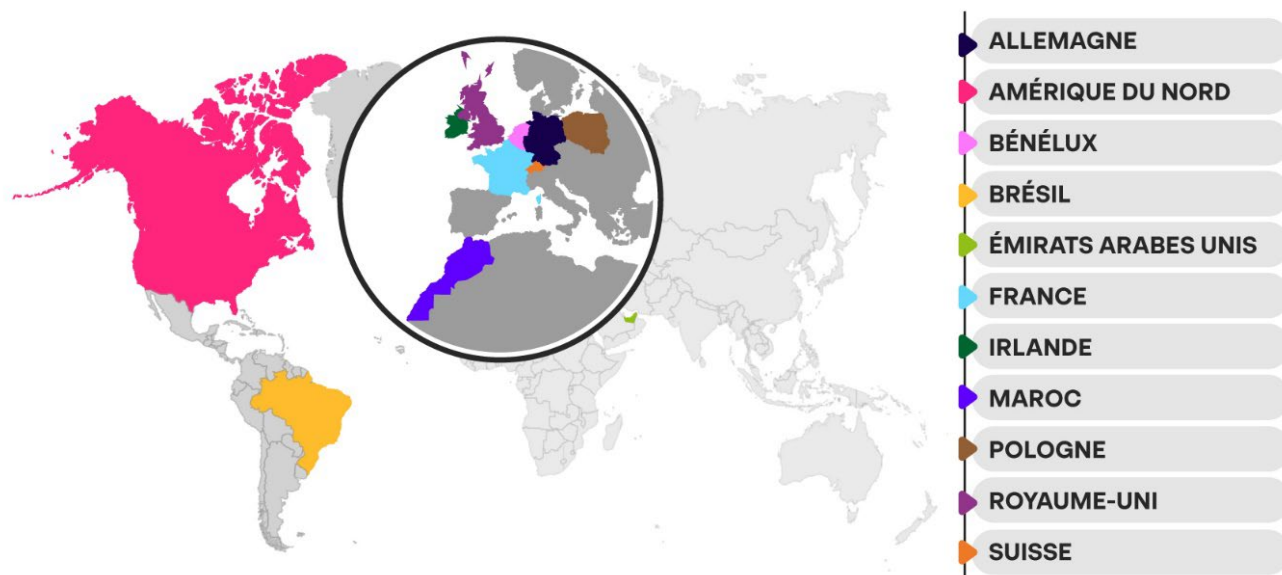 ALLEMAGNE
AMÉRIQUE DU NORD
BÉNÉLUX
BRÉSIL
ÉMIRATS ARABES UNIS
FRANCE
IRLANDE
MAROC
POLOGNE
ROYAUME-UNI
SUISSE